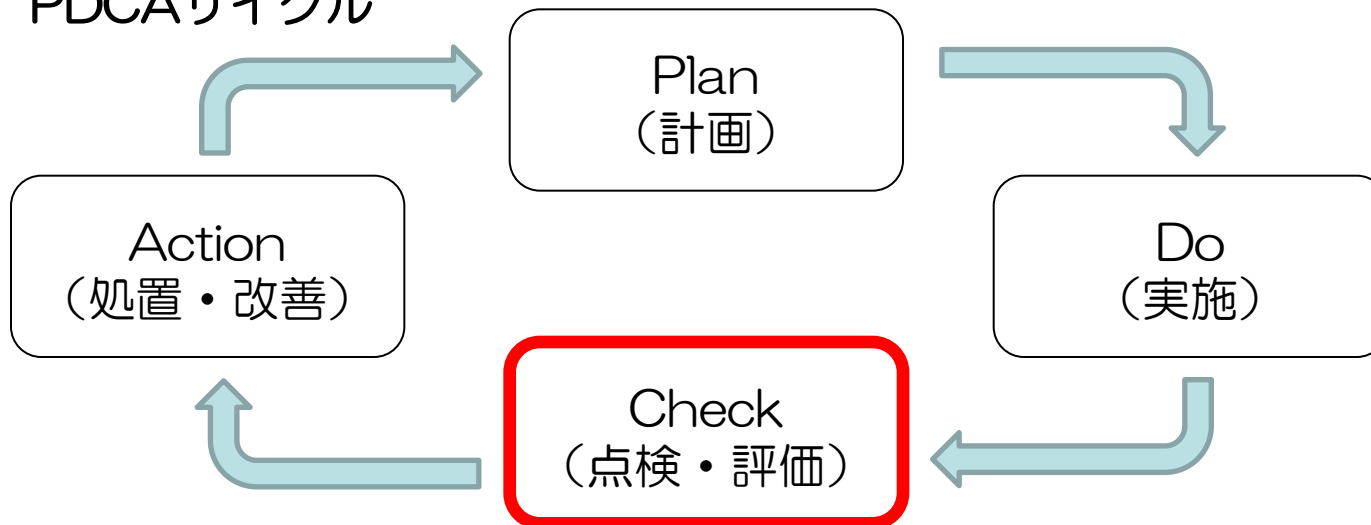 PDCAサイクル
Plan
（計画）
Do
（実施）
Check
（点検・評価）
Action
（処置・改善）